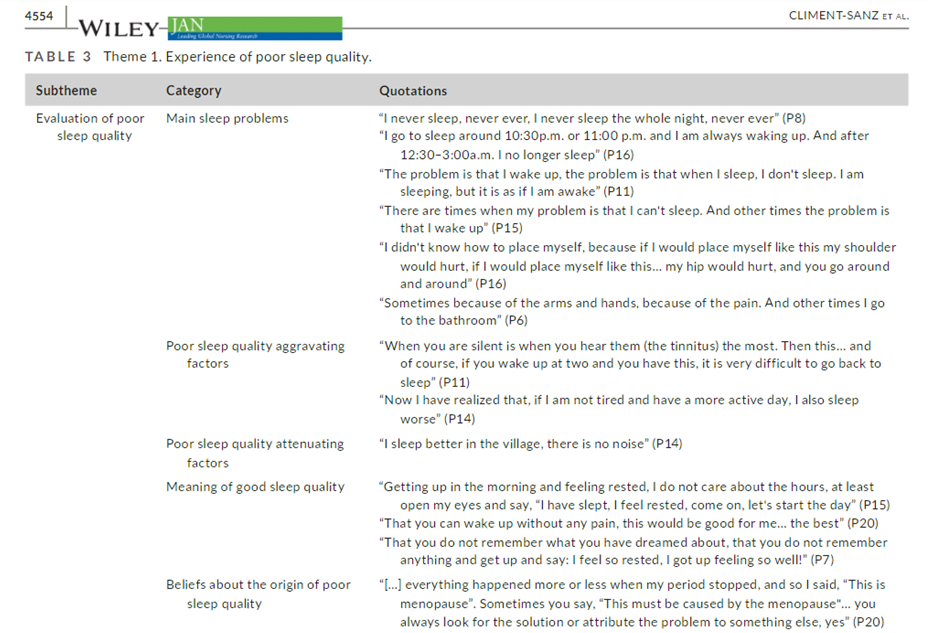 4554
WILEY-JAN
Leading Global Nursing Research
CLIMENT-SANZ ET AL.
TABLE 3 Theme 1. Experience of poor sleep quality.
Subtheme Category Quotations
Evaluation of poor sleep quality
Main sleep problems
“I never sleep, never ever, I never sleep the whole night, never ever” (P8)
“I go to sleep around 10:30p.m. or 11:00 p.m. and I am always waking up. And after
12:30–3:00a.m. I no longer sleep” (P16)
“The problem is that I wake up, the problem is that when I sleep, I don't sleep. I am
sleeping, but it is as if I am awake” (P11)
“There are times when my problem is that I can't sleep. And other times the problem is
that I wake up” (P15)
“I didn't know how to place myself, because if I would place myself like this my shoulder
would hurt, if I would place myself like this... my hip would hurt, and you go around
and around” (P16)
“Sometimes because of the arms and hands, because of the pain. And other times I go
to the bathroom” (P6)
Poor sleep quality aggravating
factors
“When you are silent is when you hear them (the tinnitus) the most. Then this... and
of course, if you wake up at two and you have this, it is very difficult to go back to
sleep” (P11)
“Now I have realized that, if I am not tired and have a more active day, I also sleep
worse” (P14)
Poor sleep quality attenuating
factors
“I sleep better in the village, there is no noise” (P14)
Meaning of good sleep quality
“Getting up in the morning and feeling rested, I do not care about the hours, at least
open my eyes and say, “I have slept, I feel rested, come on, let's start the day” (P15)
“That you can wake up without any pain, this would be good for me... the best” (P20)
“That you do not remember what you have dreamed about, that you do not remember
anything and get up and say: I feel so rested, I got up feeling so well!” (P7)
Beliefs about the origin of poor
sleep quality
“[...] everything happened more or less when my period stopped, and so I said, “This is
menopause”. Sometimes you say, “This must be caused by the menopause“... you
always look for the solution or attribute the problem to something else, yes” (P20)